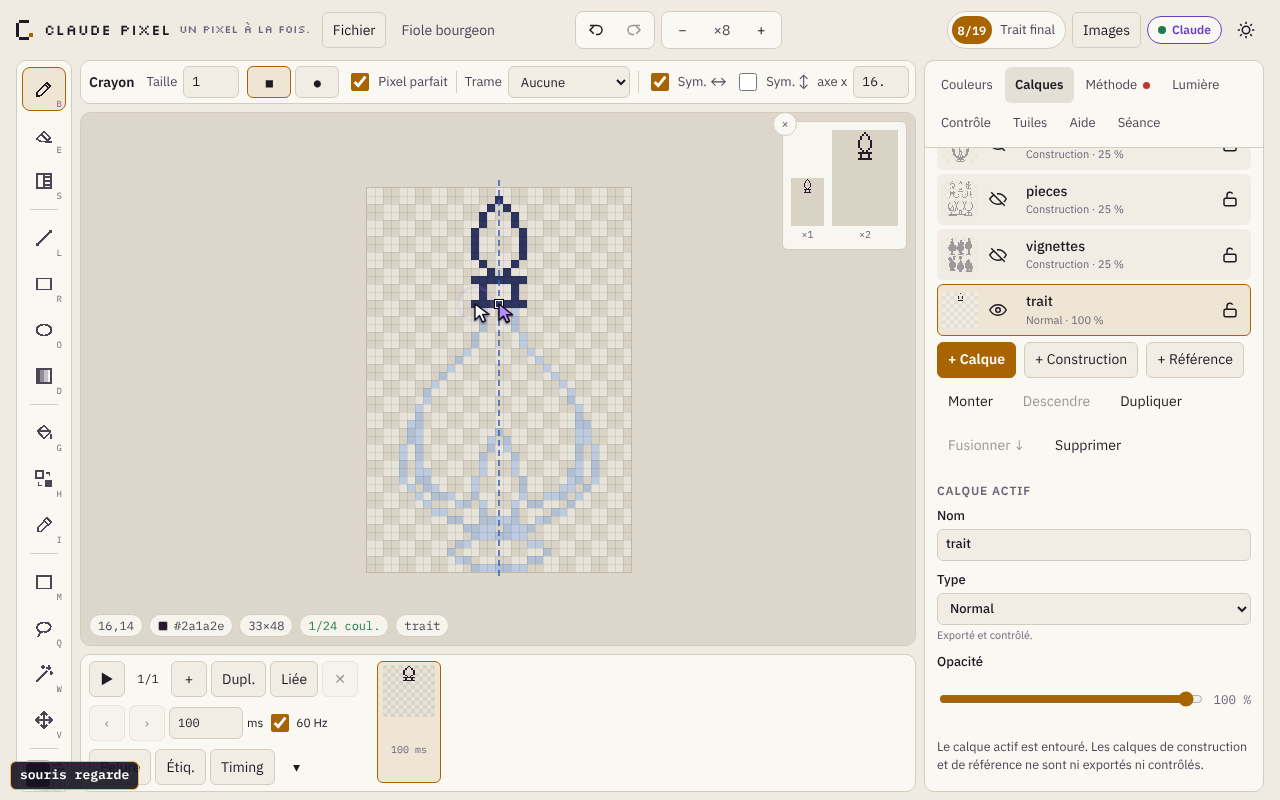 CLAUDE PIXEL UN PIXEL À LA FOIS. Fichier Fiole bourgeon − ×8 + 8/19 Trait final Images Claude
Crayon Taille 1 Pixel parfait Trame Aucune Sym. ↔ Sym. ↕ axe x 16.
Couleurs Calques Méthode Lumière
Contrôle Tuiles Aide Séance
B
E
S
L
R
O
D
G
H
I
M
Q
W
V
×1 ×2
Construction · 25 %
pieces
Construction · 25 %
vignettes
Construction · 25 %
trait
Normal · 100 %
+ Calque + Construction + Référence
Monter Descendre Dupliquer
Fusionner ↓ Supprimer
CALQUE ACTIF
Nom
trait
Type
Normal
Exporté et contrôlé.
Opacité
100 %
Le calque actif est entouré. Les calques de construction
et de référence ne sont ni exportés ni contrôlés.
16,14 #2a1a2e 33×48 1/24 coul. trait
1/1 + Dupl. Liée ×
‹ › 100 ms 60 Hz
Étiq. Timing ▼
100 ms
souris regarde